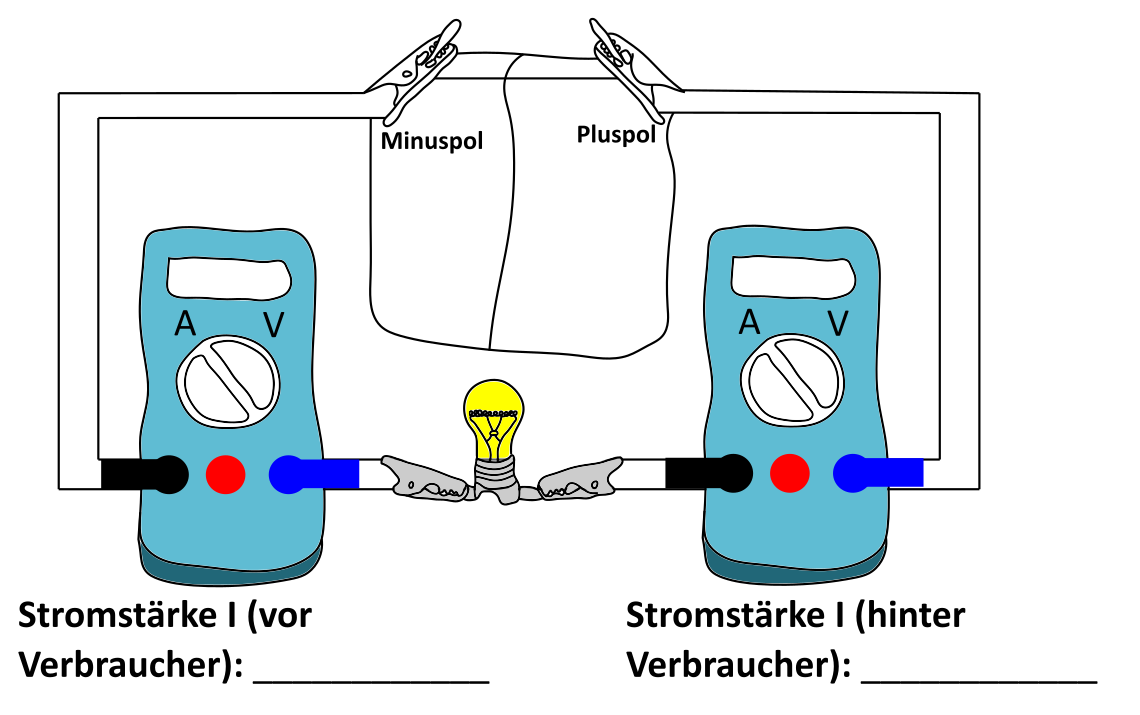 Minuspol
Pluspol
A V
A V
Stromstärke I (vor
Verbraucher): _____________
Stromstärke I (hinter
Verbraucher): _____________